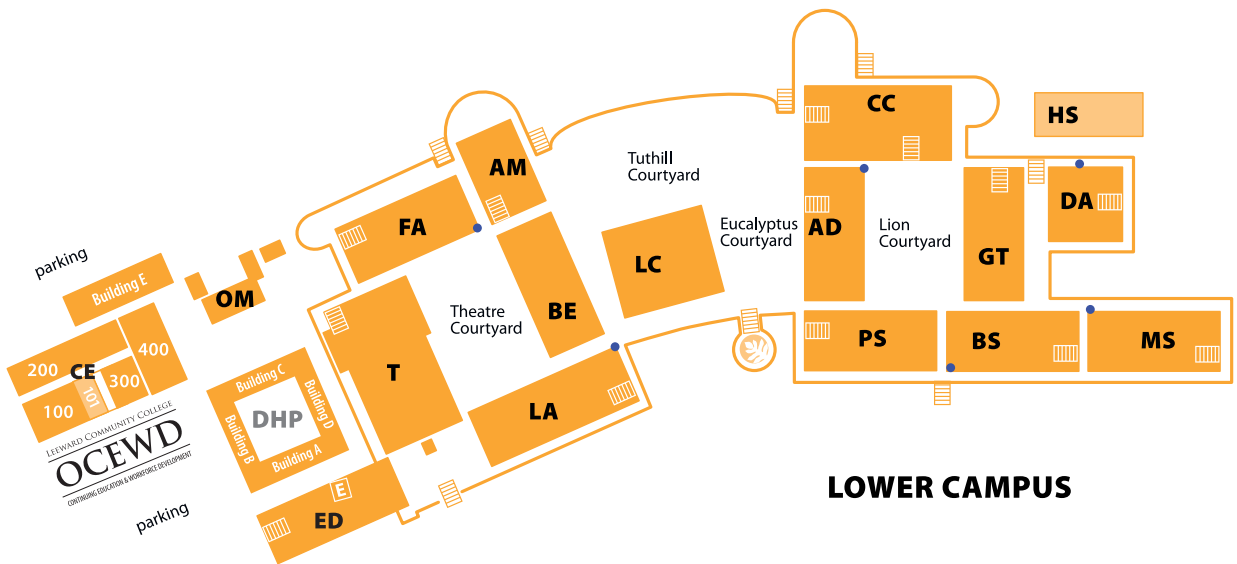 CC
HS
AM
Tuthill
Courtyard
DA
FA
Eucalyptus
Courtyard
AD
Lion
Courtyard
GT
parking
Building E
OM
LC
Theatre
Courtyard
BE
PS
BS
MS
200
CE
400
300
100
101
T
Building C
Building D
DHP
Building B
Building A
LA
LEEWARD COMMUNITY COLLEGE
OCEWD
CONTINUING EDUCATION & WORKFORCE DEVELOPMENT
parking
E
ED
LOWER CAMPUS